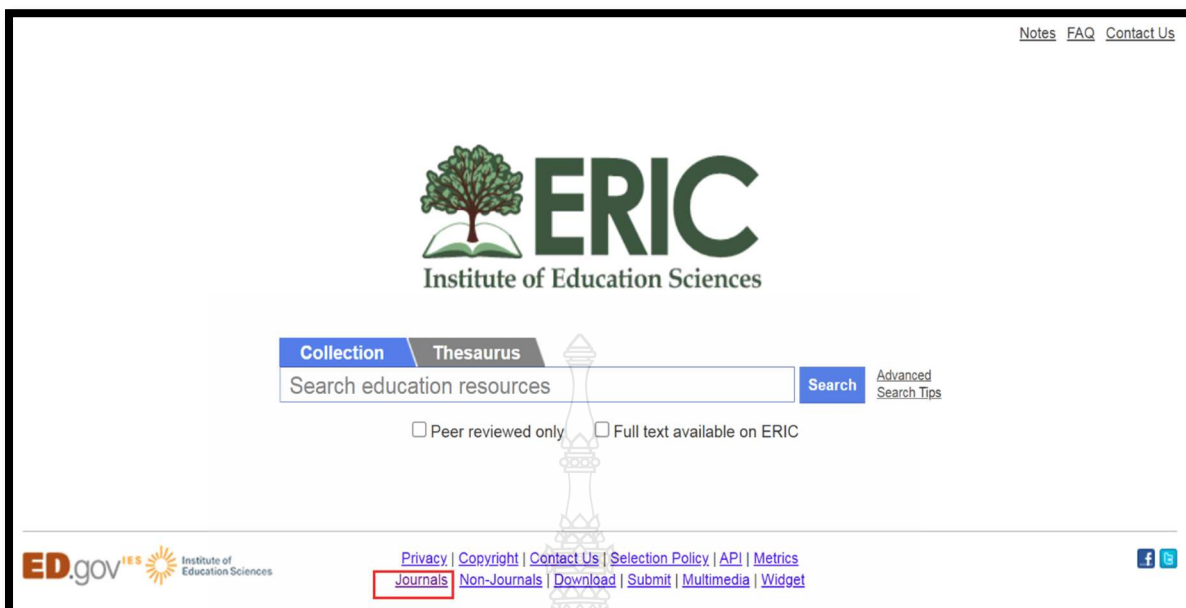 Notes FAQ Contact Us
ERIC
Institute of Education Sciences
Collection Thesaurus
Search education resources Search Advanced
Search Tips
Peer reviewed only Full text available on ERIC
ED.gov IES Institute of
Education Sciences
Privacy | Copyright | Contact Us | Selection Policy | API | Metrics
Journals | Non-Journals | Download | Submit | Multimedia | Widget